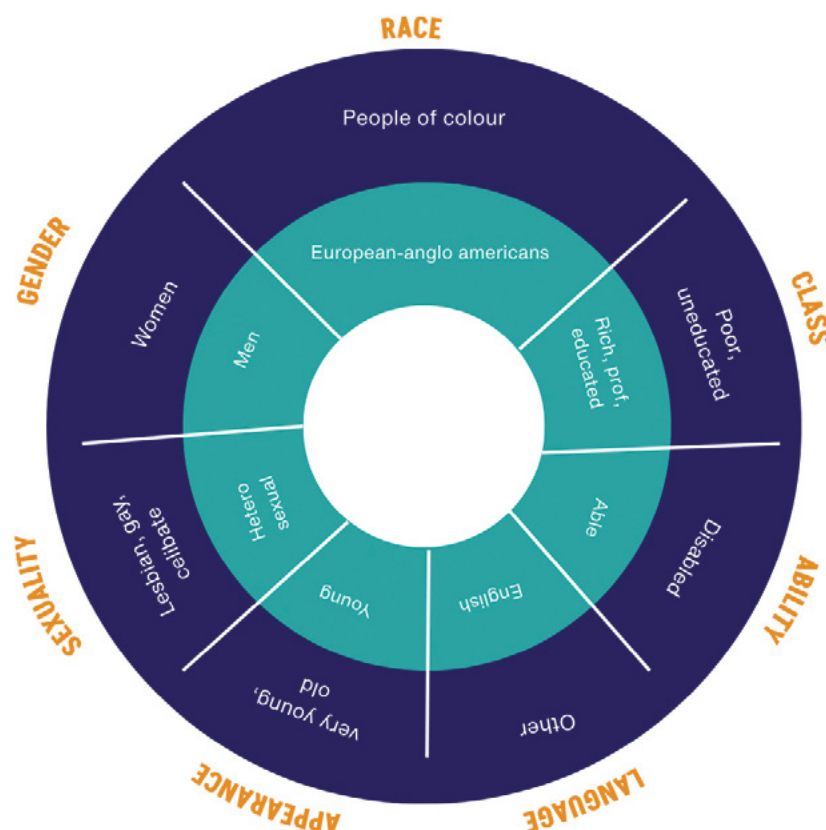 RACE
People of colour
European-anglo americans
CLASS
Poor,
uneducated
Rich, prof,
educated
ABILITY
Disabled
Able
LANGUAGE
Other
English
APPEARANCE
very young,
old
Young
SEXUALITY
Lesbian, gay,
celibate
Hetero
sexual
GENDER
Women
Men